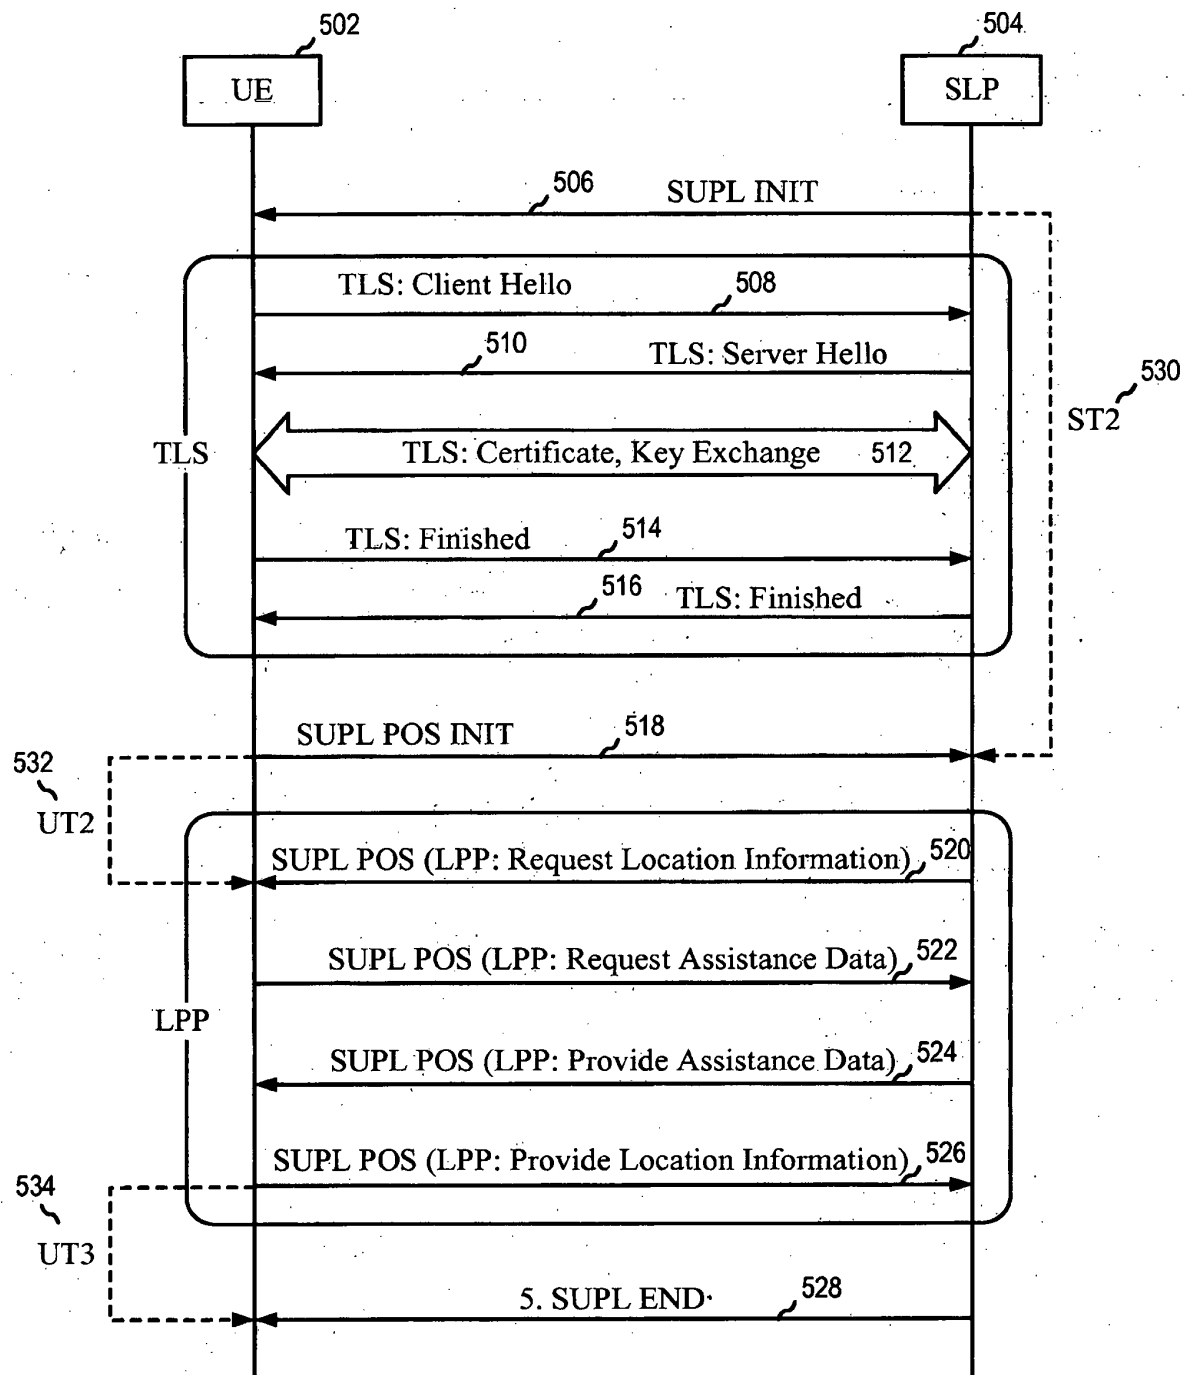 502
504
UE
SLP
506
SUPL INIT
TLS: Client Hello
508
510
TLS: Server Hello
530
ST2
TLS
TLS: Certificate, Key Exchange 512
TLS: Finished
514
516
TLS: Finished
SUPL POS INIT
518
532
UT2
SUPL POS (LPP: Request Location Information)
520
SUPL POS (LPP: Request Assistance Data)
522
LPP
SUPL POS (LPP: Provide Assistance Data)
524
SUPL POS (LPP: Provide Location Information)
526
534
UT3
5. SUPL END
528